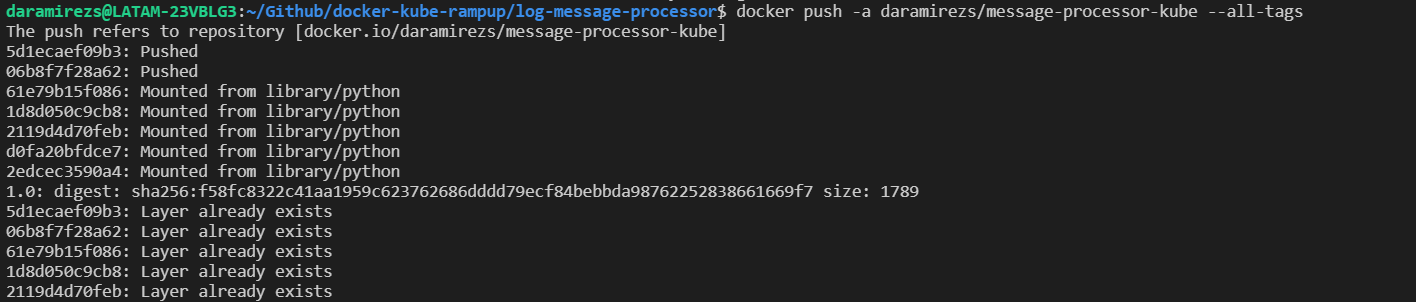 daramirezs@LATAM-23VBLG3:~/Github/docker-kube-rampup/log-message-processor$ docker push -a daramirezs/message-processor-kube --all-tags
The push refers to repository [docker.io/daramirezs/message-processor-kube]
5d1ecaef09b3: Pushed
06b8f7f28a62: Pushed
61e79b15f086: Mounted from library/python
1d8d050c9cb8: Mounted from library/python
2119d4d70feb: Mounted from library/python
d0fa20bfdce7: Mounted from library/python
2edcec3590a4: Mounted from library/python
1.0: digest: sha256:f58fc8322c41aa1959c623762686dddd79ecf84bebbda98762252838661669f7 size: 1789
5d1ecaef09b3: Layer already exists
06b8f7f28a62: Layer already exists
61e79b15f086: Layer already exists
1d8d050c9cb8: Layer already exists
2119d4d70feb: Layer already exists